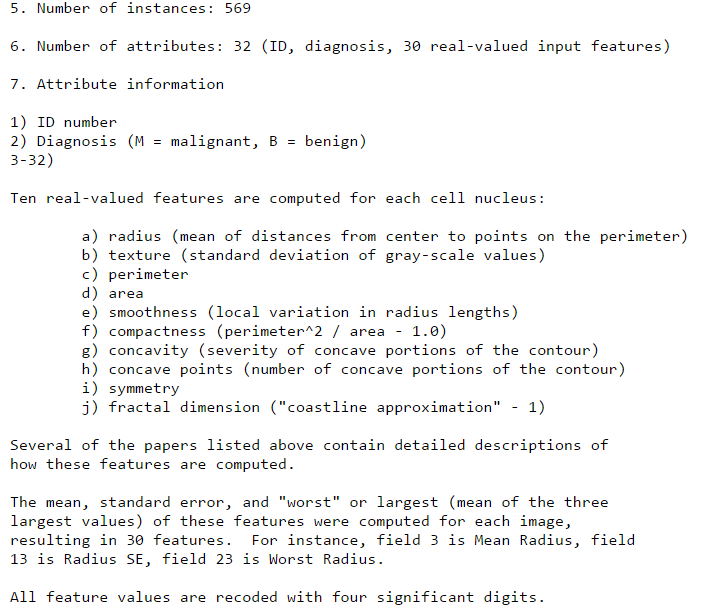 5. Number of instances: 569
6. Number of attributes: 32 (ID, diagnosis, 30 real-valued input features)
7. Attribute information
1) ID number
2) Diagnosis (M = malignant, B = benign)
3-32)
Ten real-valued features are computed for each cell nucleus:
a) radius (mean of distances from center to points on the perimeter)
b) texture (standard deviation of gray-scale values)
c) perimeter
d) area
e) smoothness (local variation in radius lengths)
f) compactness (perimeter^2 / area - 1.0)
g) concavity (severity of concave portions of the contour)
h) concave points (number of concave portions of the contour)
i) symmetry
j) fractal dimension ("coastline approximation" - 1)
Several of the papers listed above contain detailed descriptions of
how these features are computed.
The mean, standard error, and "worst" or largest (mean of the three
largest values) of these features were computed for each image,
resulting in 30 features.  For instance, field 3 is Mean Radius, field
13 is Radius SE, field 23 is Worst Radius.
All feature values are recoded with four significant digits.